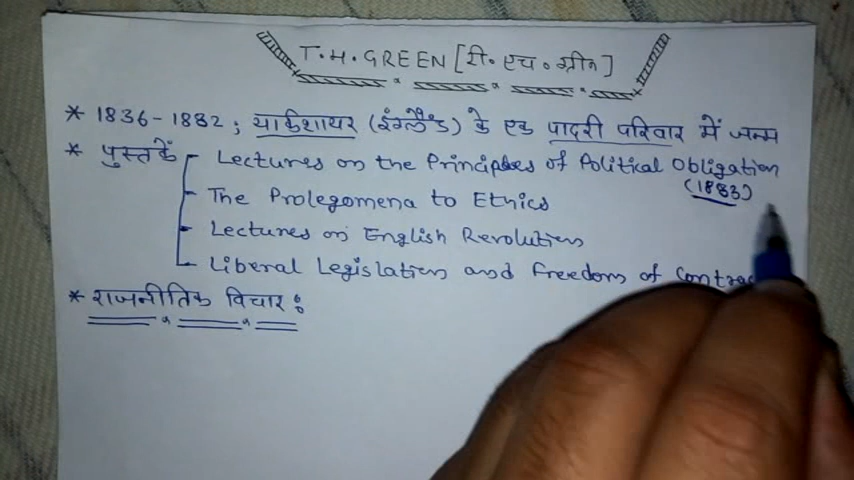 T.H.GREEN [टी० एच० ग्रीन]
* 1836-1882; यार्कशायर (इंग्लैंड) के एक पादरी परिवार में जन्म
* पुस्तकें Lectures on the Principles of Political Obligation
(1883)
The Prolegomena to Ethics
Lectures on English Revolution
Liberal Legislation and Freedom of
* राजनीतिक विचार :